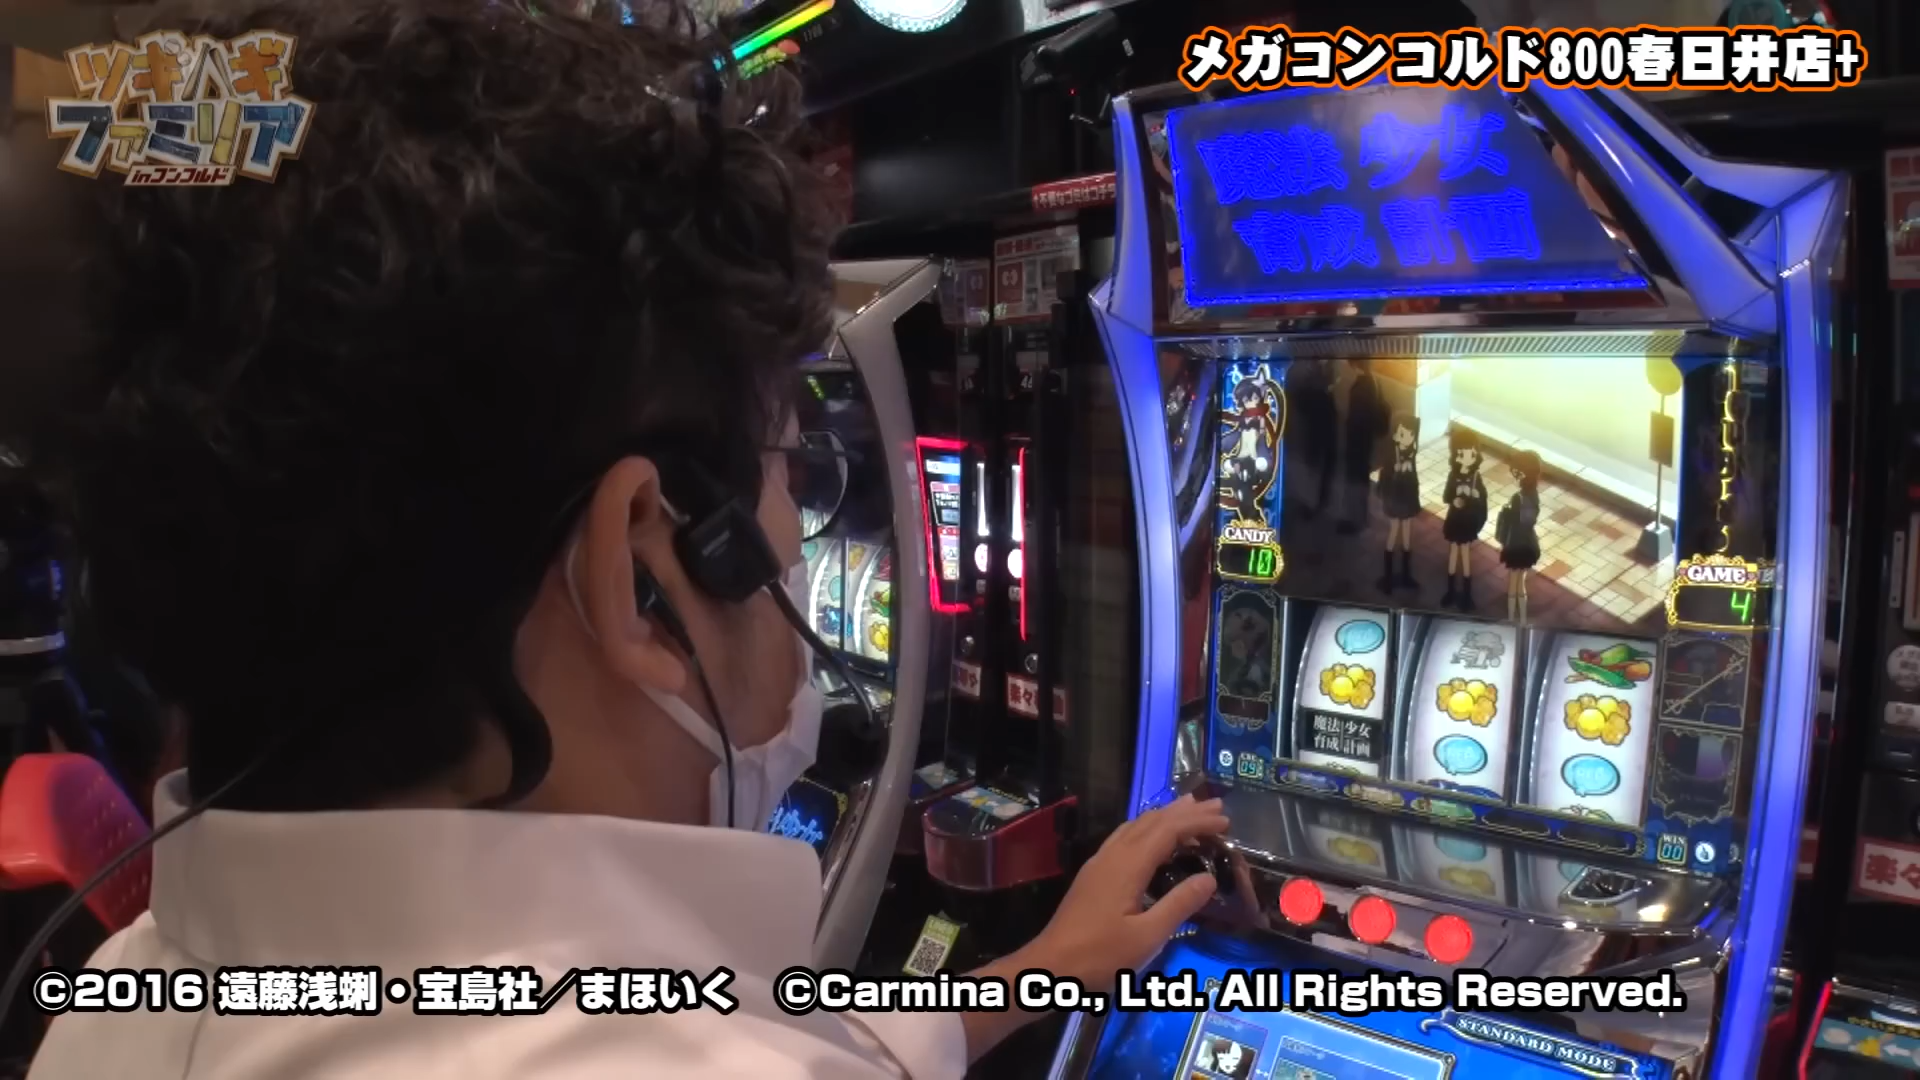 ツギハギ
ファミリア
inコンコルド
メガコンコルド800春日井店+
魔法少女
育成計画
CANDY
10
GAME
4
魔法少女
育成計画
09
WIN
00
©2016 遠藤浅蜊・宝島社／まほいく ©Carmina Co., Ltd. All Rights Reserved.
STANDARD MODE